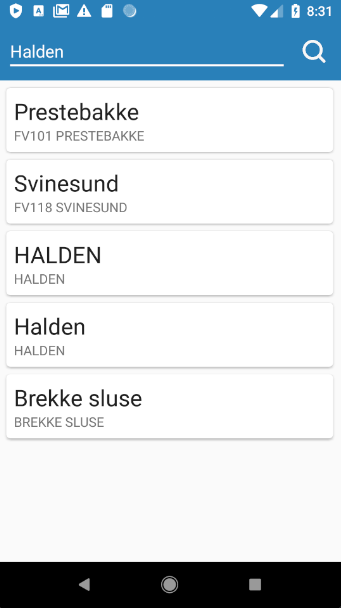 8:31
Halden
Prestebakke
FV101 PRESTEBAKKE
Svinesund
FV118 SVINESUND
HALDEN
HALDEN
Halden
HALDEN
Brekke sluse
BREKKE SLUSE